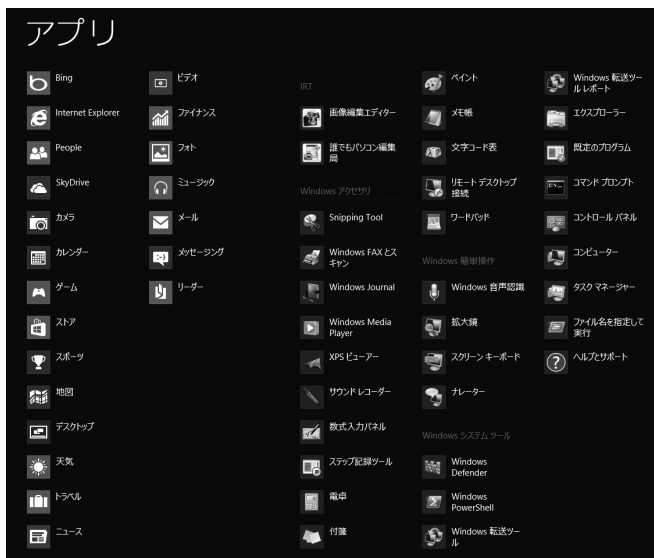 アプリ
Bing
Internet Explorer
People
SkyDrive
カメラ
カレンダー
ゲーム
ストア
スポーツ
地図
デスクトップ
天気
トラベル
ニュース
ビデオ
ファイナンス
フォト
ミュージック
メール
メッセージング
リーダー
IRT
画像編集エディター
誰でもパソコン編集
局
Windows アクセサリ
Snipping Tool
Windows FAX とス
キャン
Windows Journal
Windows Media
Player
XPS ビューアー
サウンド レコーダー
数式入力パネル
ステップ記録ツール
電卓
付箋
ペイント
メモ帳
文字コード表
リモート デスクトップ
接続
ワードパッド
Windows 簡単操作
Windows 音声認識
拡大鏡
スクリーン キーボード
ナレーター
Windows システム ツール
Windows
Defender
Windows
PowerShell
Windows 転送ツー
ル
Windows 転送ツー
ル レポート
エクスプローラー
既定のプログラム
コマンド プロンプト
コントロール パネル
コンピューター
タスク マネージャー
ファイル名を指定して
実行
ヘルプとサポート